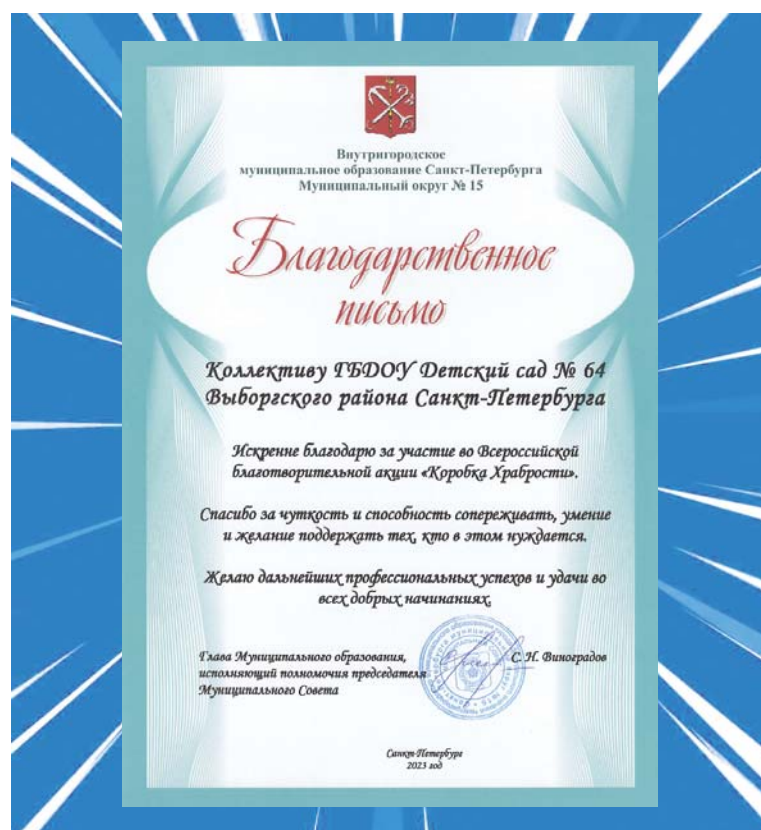 Внутригородское
муниципальное образование Санкт-Петербурга
Муниципальный округ № 15
Благодарственное
письмо
Коллективу ГБДОУ Детский сад № 64
Выборгского района Санкт-Петербурга
Искренне благодарю за участие во Всероссийской
благотворительной акции «Коробка Храбрости».
Спасибо за чуткость и способность сопереживать, умение
и желание поддержать тех, кто в этом нуждается.
Желаю дальнейших профессиональных успехов и удачи во
всех добрых начинаниях.
Глава Муниципального образования,
исполняющий полномочия председателя
Муниципального Совета
С. Н. Виноградов
Санкт-Петербург
2023 год